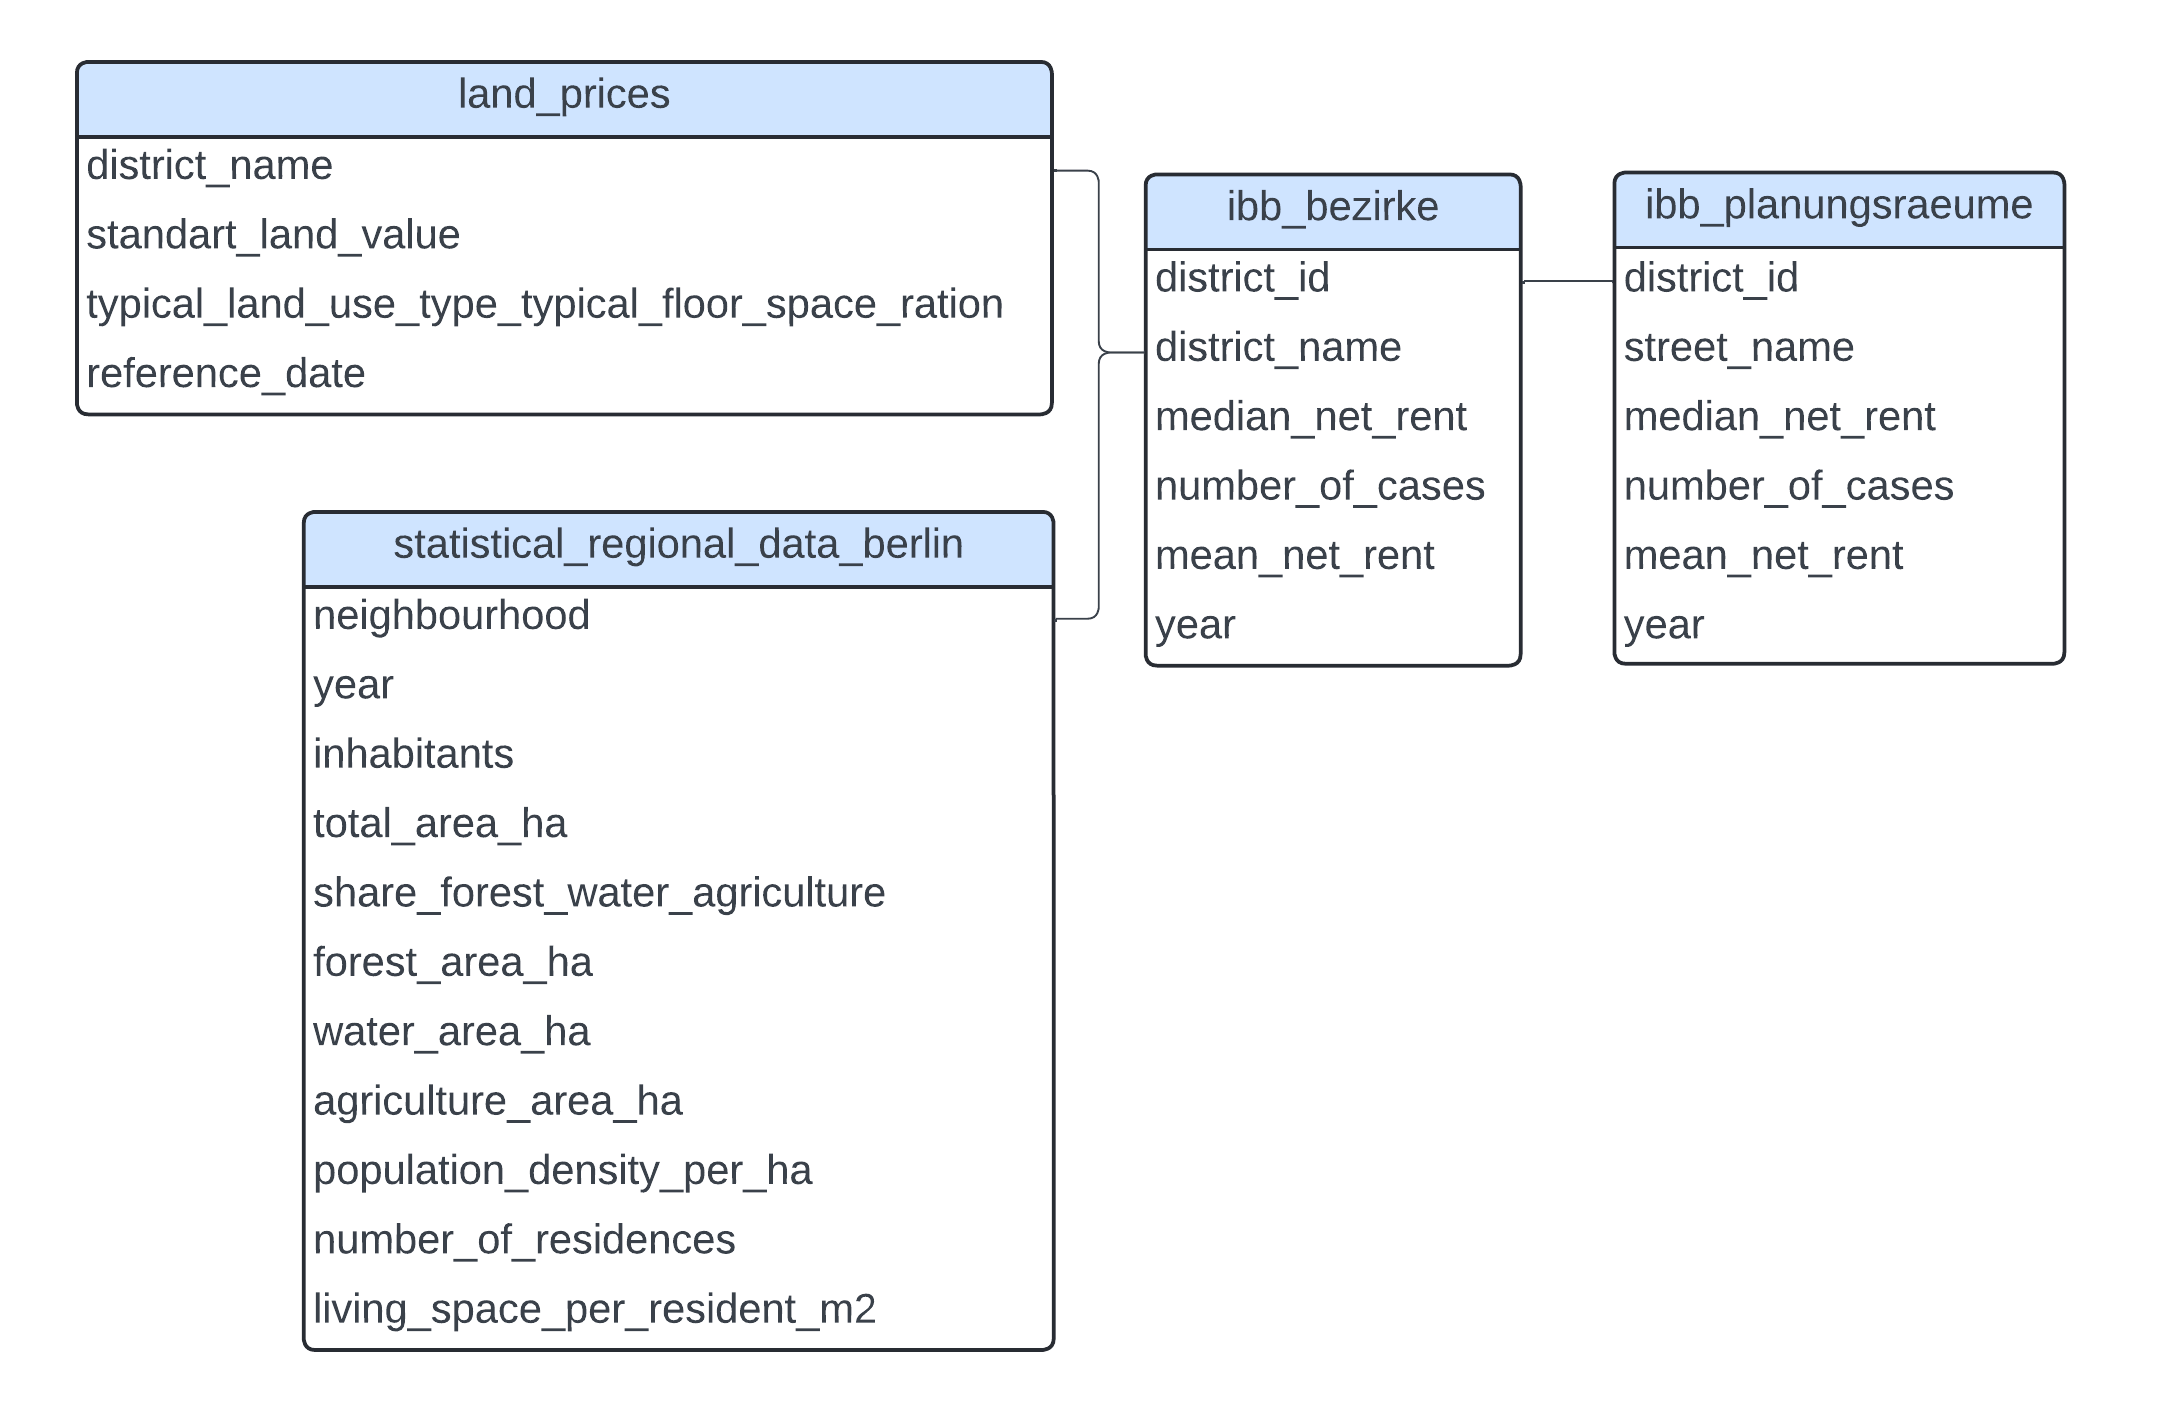 land_prices
district_name
standart_land_value
typical_land_use_type_typical_floor_space_ration
reference_date
statistical_regional_data_berlin
neighbourhood
year
inhabitants
total_area_ha
share_forest_water_agriculture
forest_area_ha
water_area_ha
agriculture_area_ha
population_density_per_ha
number_of_residences
living_space_per_resident_m2
ibb_bezirke
district_id
district_name
median_net_rent
number_of_cases
mean_net_rent
year
ibb_planungsraeume
district_id
street_name
median_net_rent
number_of_cases
mean_net_rent
year